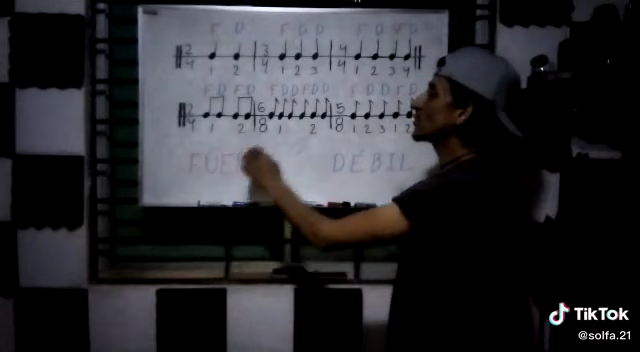 F D F D D F D SF D
2 4 3 4 4 4
1 2 1 2 3 1 2 3 4
F D F D F D D F D D F D F D
2 4 6 8 5 8
1 2 1 2 1 2 3 1 2
DÉBIL
TikTok
@solfa.21